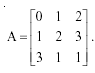 A = [0 1 2
1 2 3
3 1 1].